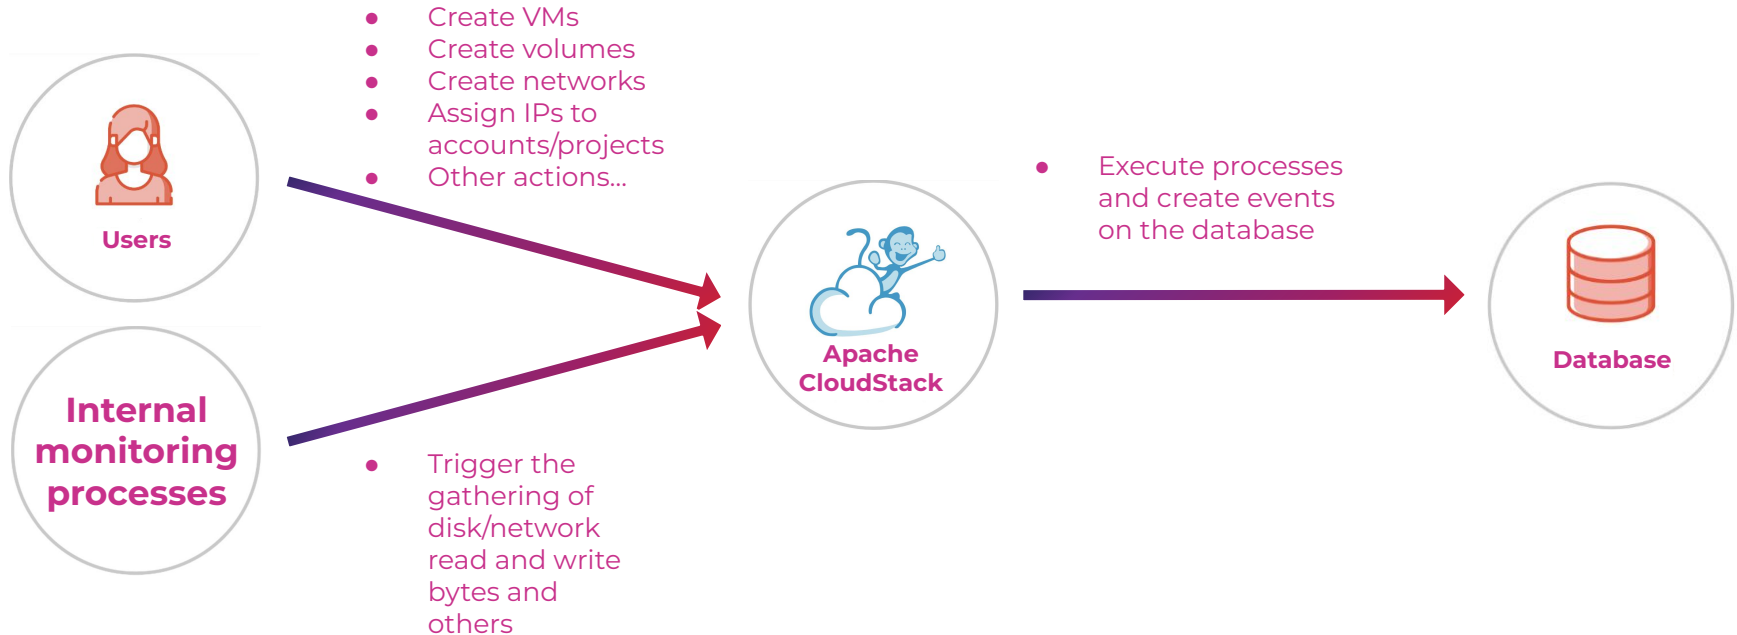 ● Create VMs
● Create volumes
● Create networks
● Assign IPs to
accounts/projects
● Other actions...
Users
Internal
monitoring
processes
● Trigger the
gathering of
disk/network
read and write
bytes and
others
Apache
CloudStack
● Execute processes
and create events
on the database
Database